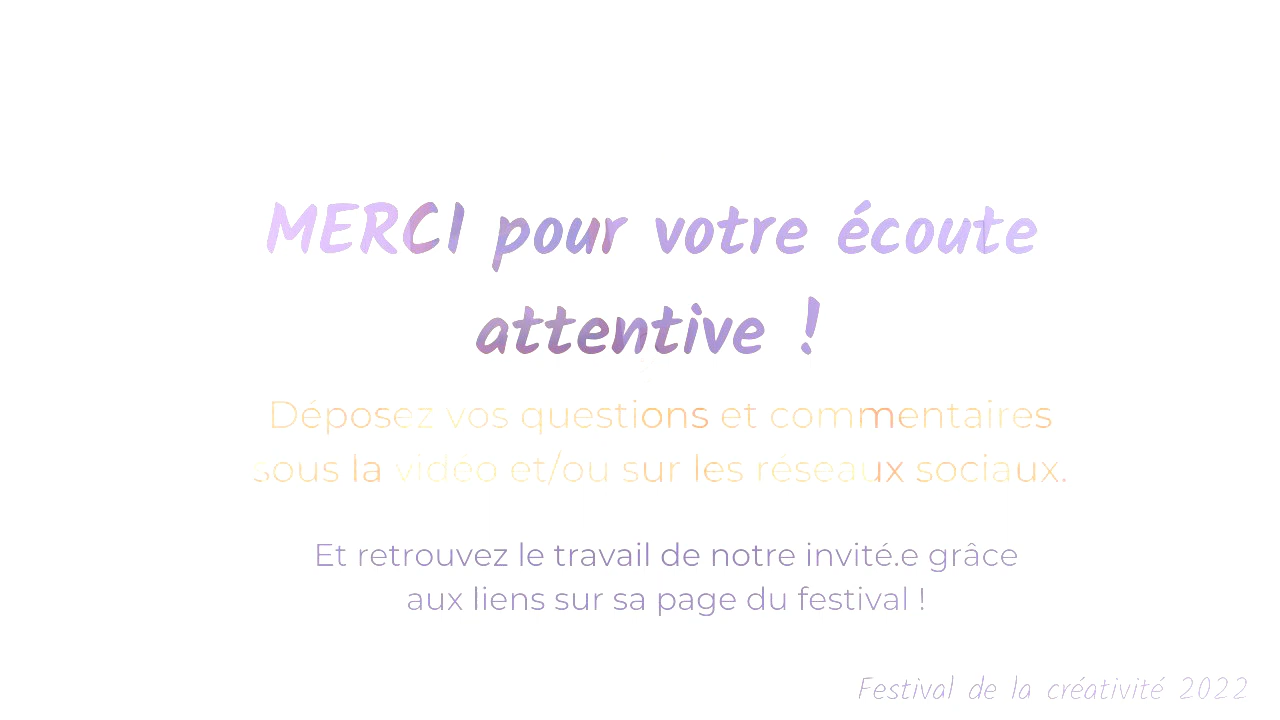 MERCI pour votre écoute
attentive !
Déposez vos questions et commentaires
sous la vidéo et/ou sur les réseaux sociaux.
Et retrouvez le travail de notre invité.e grâce
aux liens sur sa page du festival !
Festival de la créativité 2022